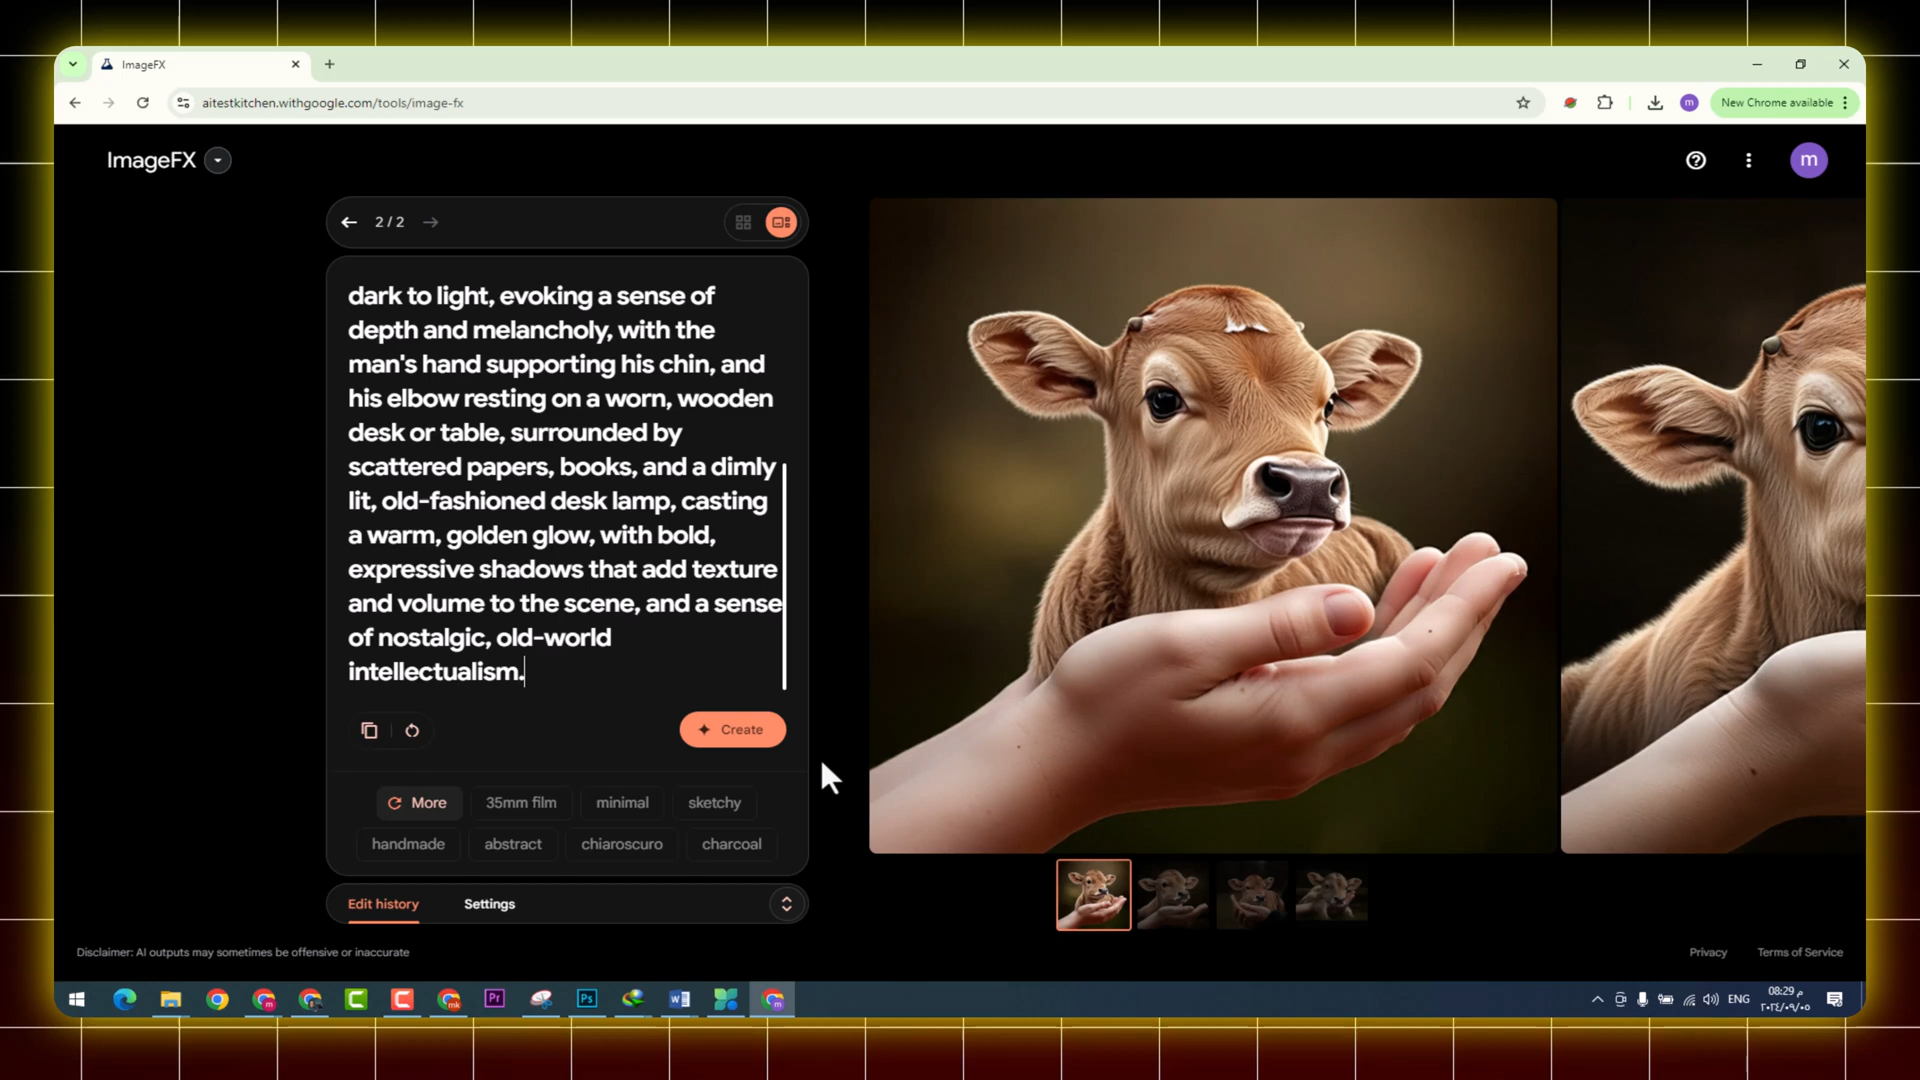 ImageFX
aitestkitchen.withgoogle.com/tools/image-fx
m
New Chrome available
ImageFX
m
2 / 2
dark to light, evoking a sense of
depth and melancholy, with the
man's hand supporting his chin, and
his elbow resting on a worn, wooden
desk or table, surrounded by
scattered papers, books, and a dimly
lit, old-fashioned desk lamp, casting
a warm, golden glow, with bold,
expressive shadows that add texture
and volume to the scene, and a sense
of nostalgic, old-world
intellectualism.
Create
More
35mm film
minimal
sketchy
handmade
abstract
chiaroscuro
charcoal
Edit history
Settings
Disclaimer: AI outputs may sometimes be offensive or inaccurate
Privacy
Terms of Service
Pr
Ps
ENG
08:29 م
٢٠٢٤/٠٩/٠٥